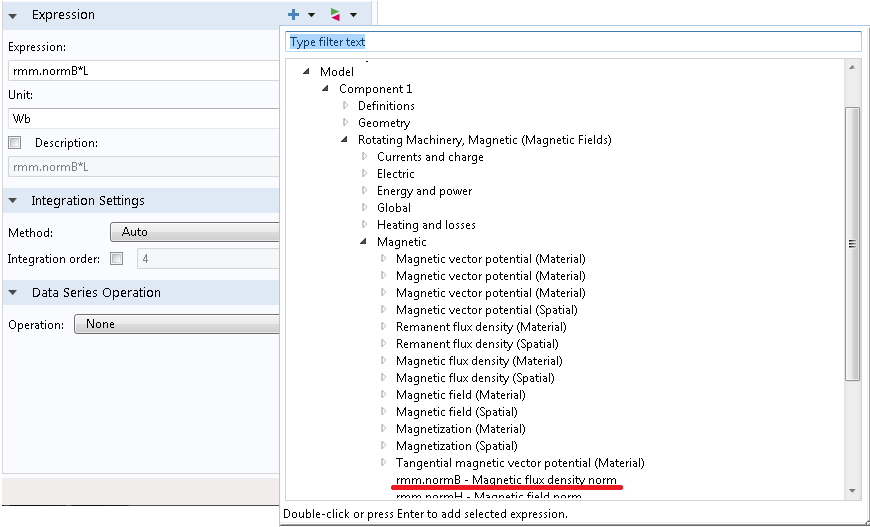 Expression
Expression:
rmm.normB*L
Unit:
Wb
Description:
rmm.normB*L
Integration Settings
Method:
Auto
Integration order:
4
Data Series Operation
Operation:
None
Type filter text
Model
Component 1
Definitions
Geometry
Rotating Machinery, Magnetic (Magnetic Fields)
Currents and charge
Electric
Energy and power
Global
Heating and losses
Magnetic
Magnetic vector potential (Material)
Magnetic vector potential (Material)
Magnetic vector potential (Material)
Magnetic vector potential (Spatial)
Remanent flux density (Material)
Remanent flux density (Spatial)
Magnetic flux density (Material)
Magnetic flux density (Spatial)
Magnetic field (Material)
Magnetic field (Spatial)
Magnetization (Material)
Magnetization (Spatial)
Tangential magnetic vector potential (Material)
rmm.normB - Magnetic flux density norm
rmm.normH - Magnetic field norm
Double-click or press Enter to add selected expression.